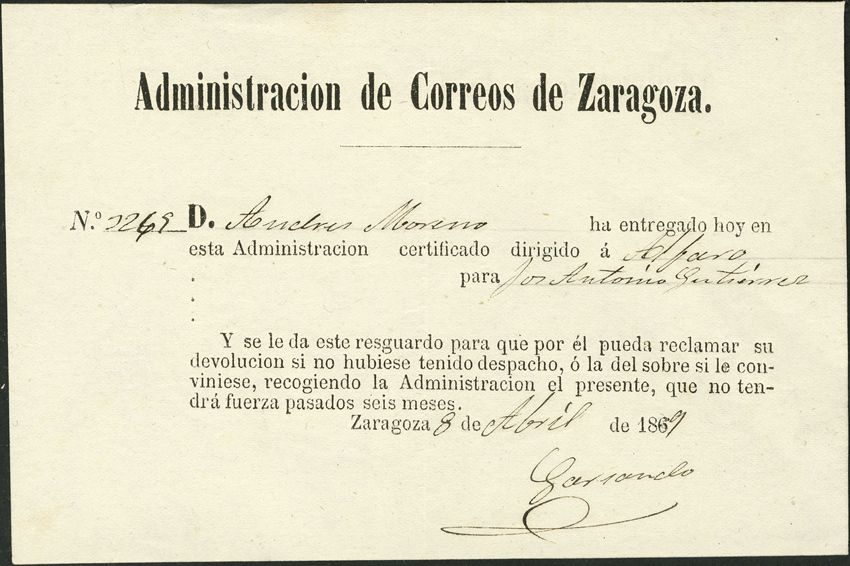 Administracion de Correos de Zaragoza.
N.º D. Andres Moreno ha entregado hoy en
esta Administracion certificado dirigido á Alfaro
para José Antonio Gutiérrez
Y se le da este resguardo para que por él pueda reclamar su
devolucion si no hubiese tenido despacho, ó la del sobre si le con-
viniese, recogiendo la Administracion el presente, que no ten-
drá fuerza pasados seis meses.
Zaragoza 8 de Abril de 1869